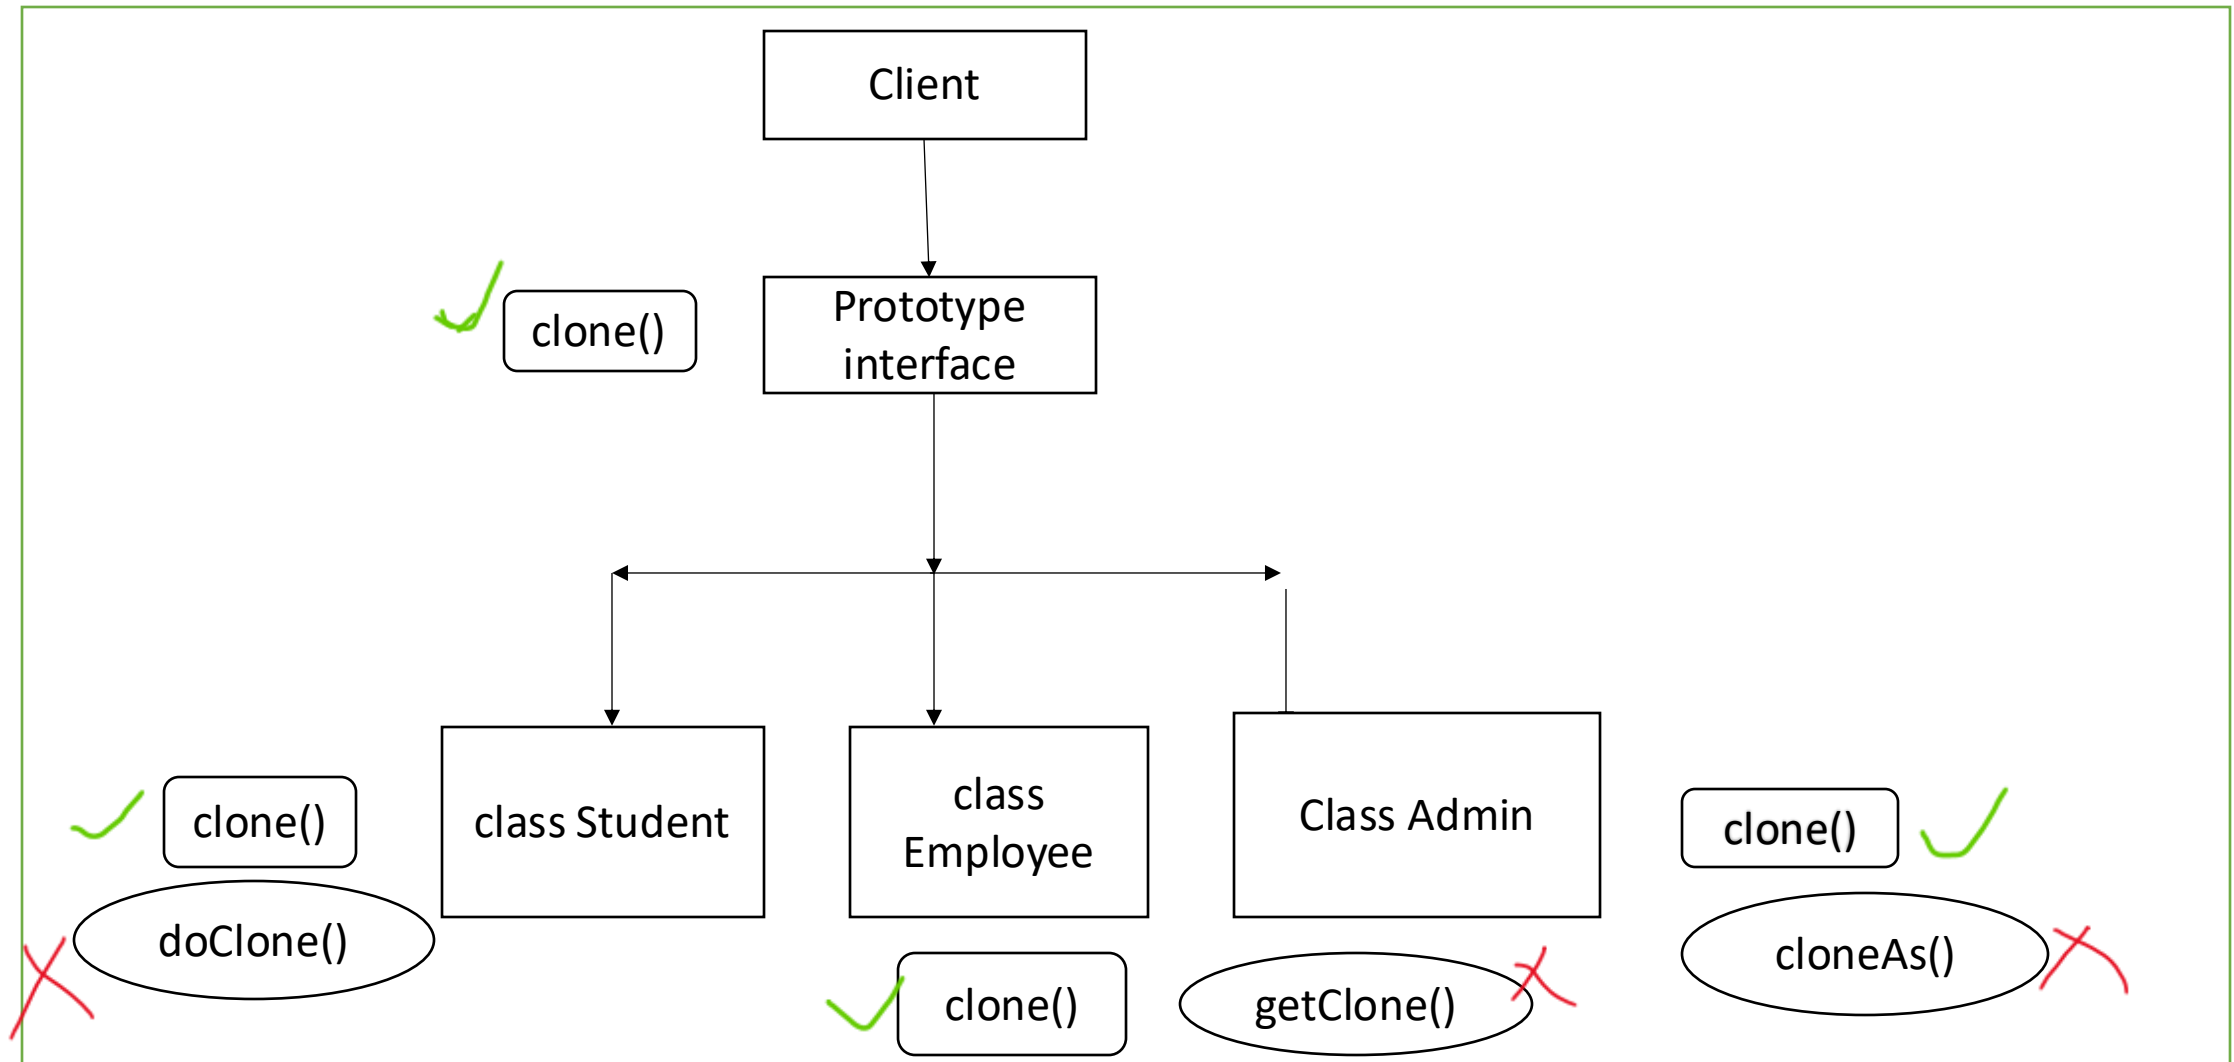 Client
clone()
Prototype
interface
clone()
class Student
class
Employee
Class Admin
clone()
doClone()
cloneAs()
clone()
getClone()